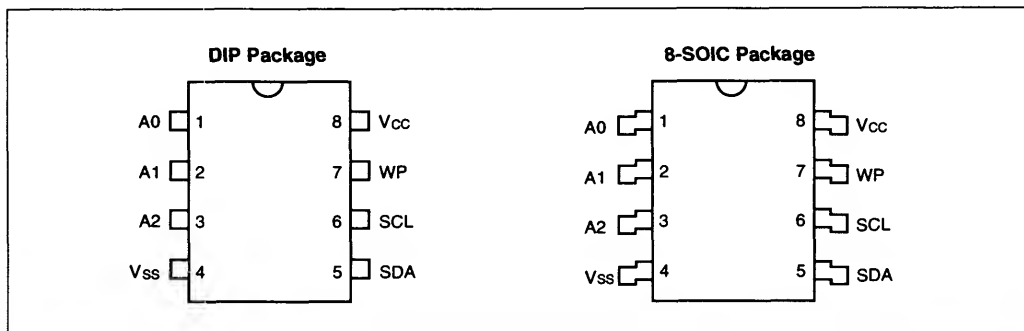 DIP Package
A0 1 8 VCC
A1 2 7 WP
A2 3 6 SCL
VSS 4 5 SDA
8-SOIC Package
A0 1 8 VCC
A1 2 7 WP
A2 3 6 SCL
VSS 4 5 SDA